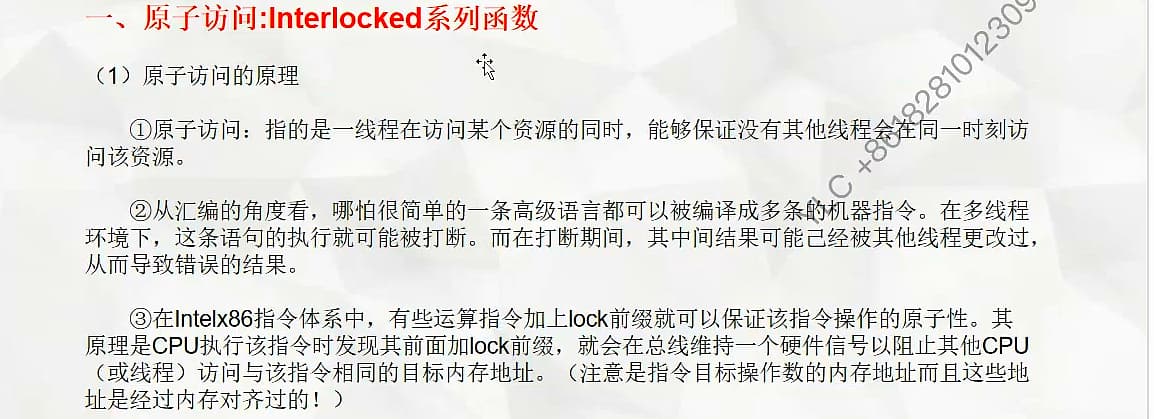 一、原子访问:Interlocked系列函数
（1）原子访问的原理
①原子访问：指的是一线程在访问某个资源的同时，能够保证没有其他线程会在同一时刻访
问该资源。
②从汇编的角度看，哪怕很简单的一条高级语言都可以被编译成多条的机器指令。在多线程
环境下，这条语句的执行就可能被打断。而在打断期间，其中间结果可能己经被其他线程更改过，
从而导致错误的结果。
③在Intelx86指令体系中，有些运算指令加上lock前缀就可以保证该指令操作的原子性。其
原理是CPU执行该指令时发现其前面加lock前缀，就会在总线维持一个硬件信号以阻止其他CPU
（或线程）访问与该指令相同的目标内存地址。（注意是指令目标操作数的内存地址而且这些地
址是经过内存对齐过的！）
+8618281012309